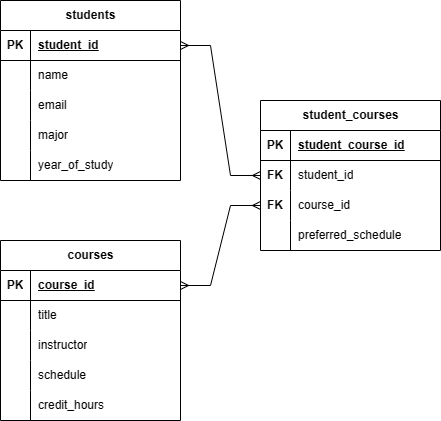 students
PK student_id
name
email
major
year_of_study
student_courses
PK student_course_id
FK student_id
FK course_id
preferred_schedule
courses
PK course_id
title
instructor
schedule
credit_hours